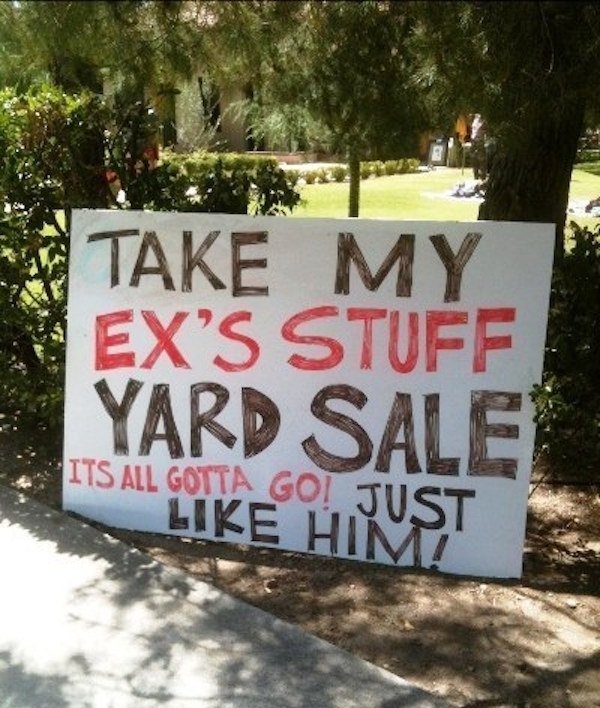 TAKE MY
EX'S STUFF
YARD SALE
ITS ALL GOTTA GO! JUST
LIKE HIM!